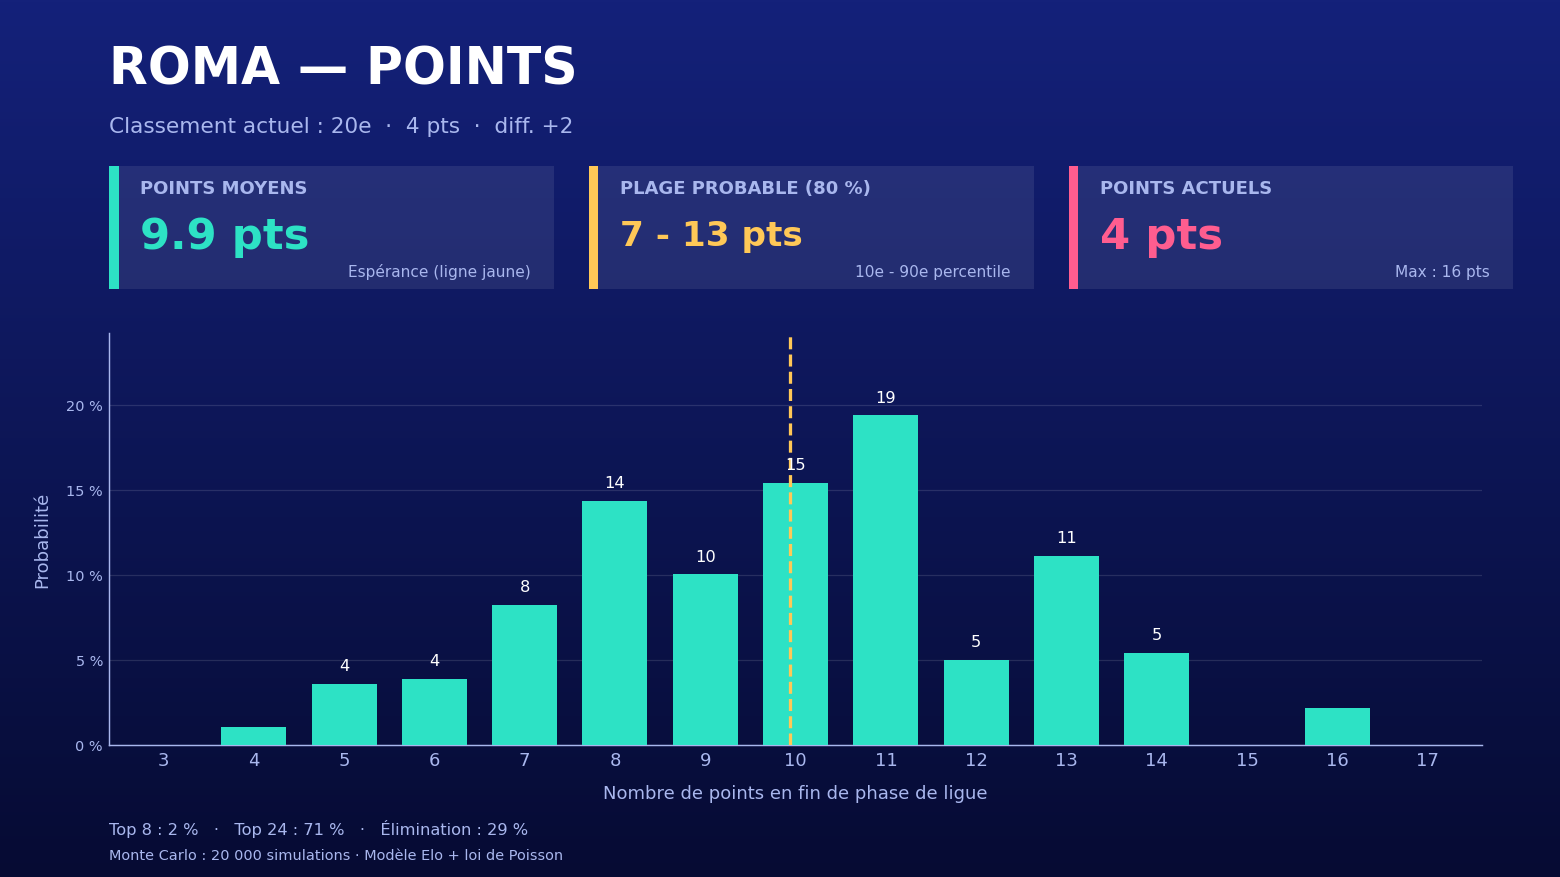 ROMA — POINTS
Classement actuel : 20e · 4 pts · diff. +2
POINTS MOYENS
9.9 pts
Espérance (ligne jaune)
PLAGE PROBABLE (80 %)
7 - 13 pts
10e - 90e percentile
POINTS ACTUELS
4 pts
Max : 16 pts
Probabilité
20 %
15 %
10 %
5 %
0 %
4
4
8
14
10
15
19
5
11
5
3 4 5 6 7 8 9 10 11 12 13 14 15 16 17
Nombre de points en fin de phase de ligue
Top 8 : 2 % · Top 24 : 71 % · Élimination : 29 %
Monte Carlo : 20 000 simulations · Modèle Elo + loi de Poisson